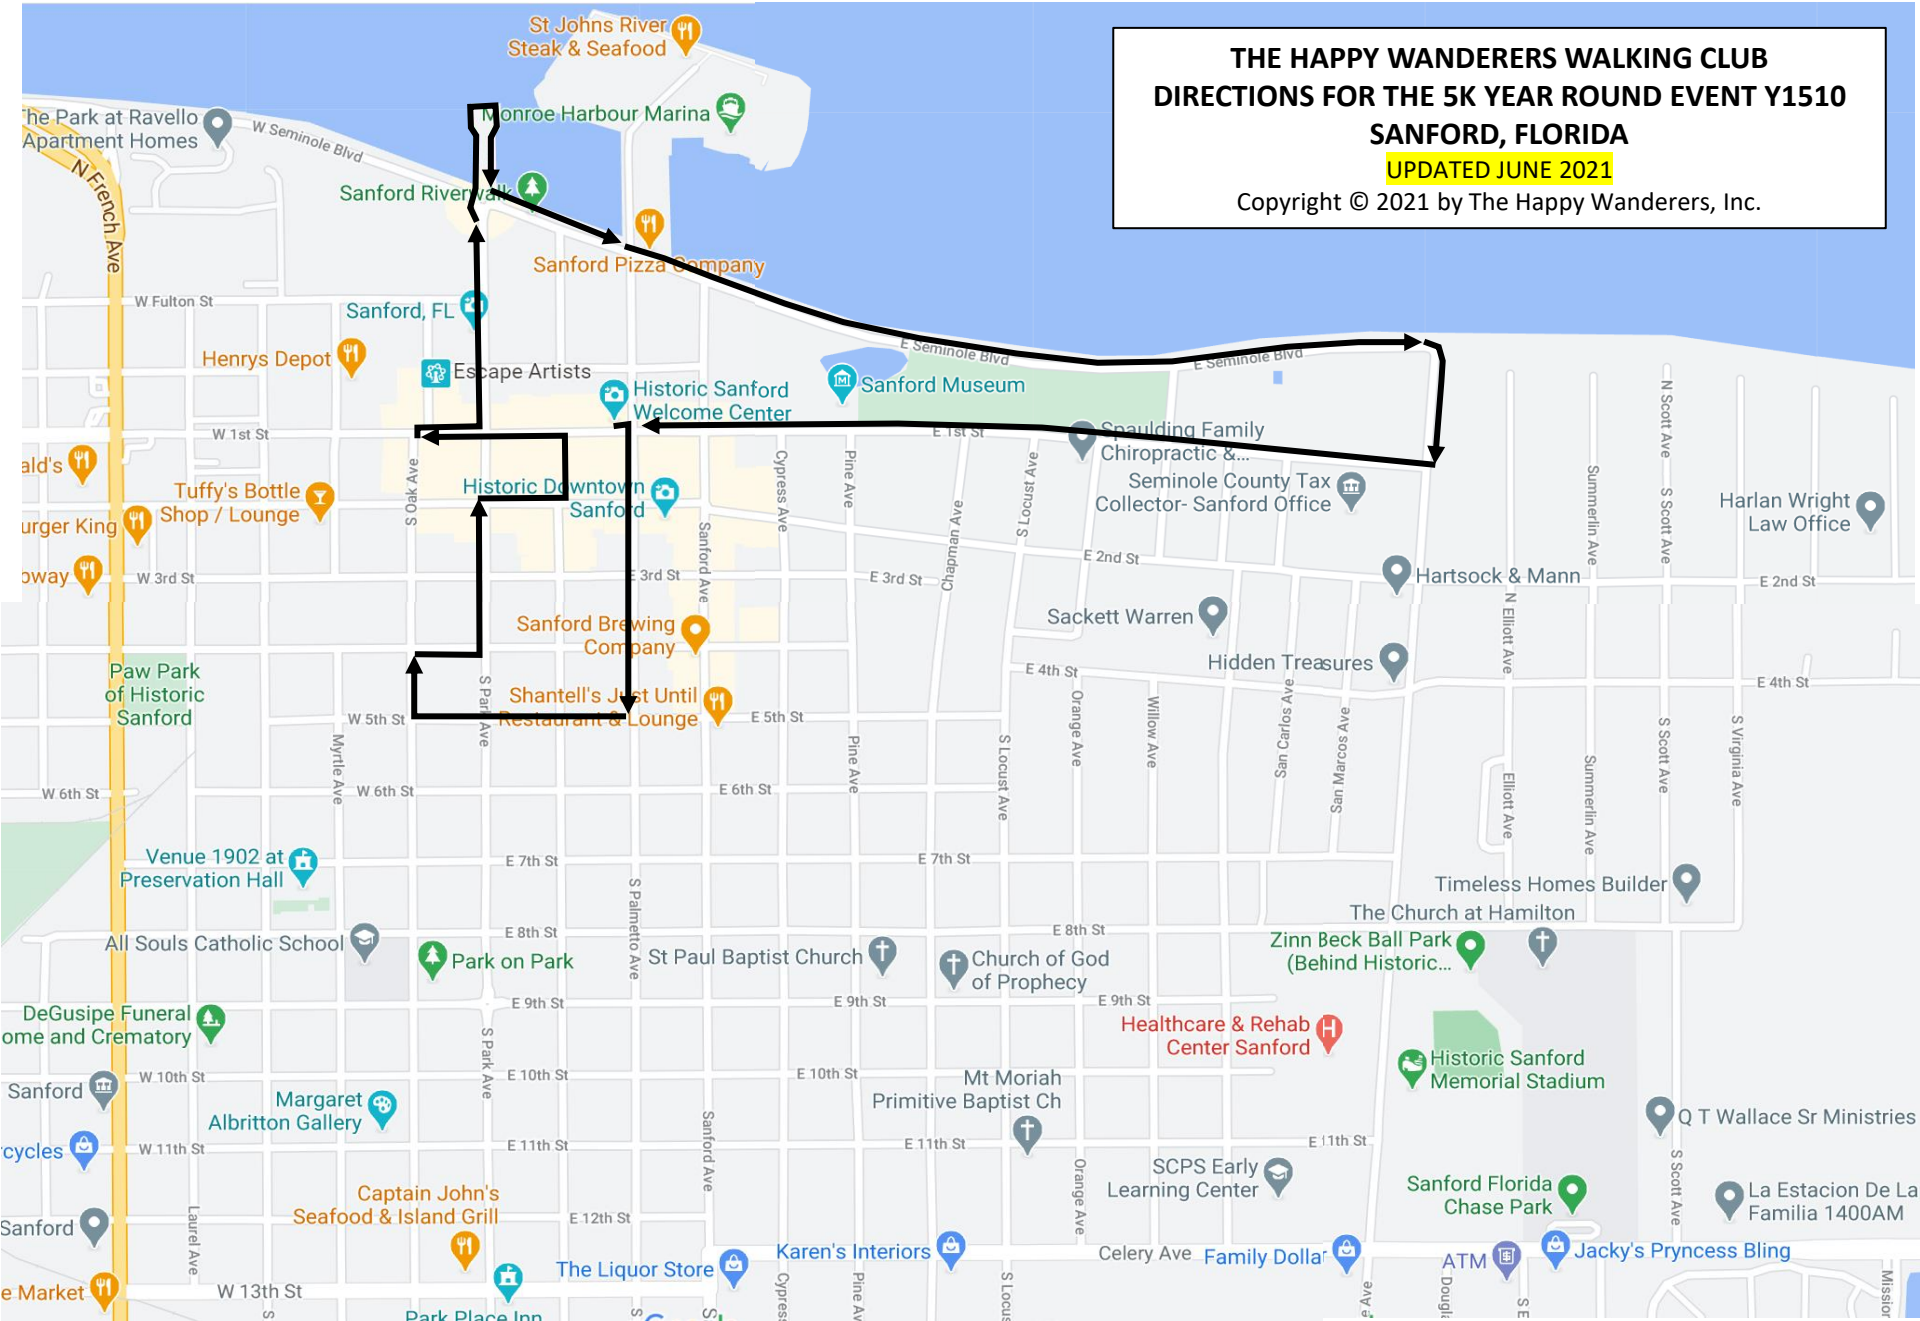 THE HAPPY WANDERERS WALKING CLUB
DIRECTIONS FOR THE 5K YEAR ROUND EVENT Y1510
SANFORD, FLORIDA
UPDATED JUNE 2021
Copyright © 2021 by The Happy Wanderers, Inc.
St Johns River
Steak & Seafood
Monroe Harbour Marina
The Park at Ravello
Apartment Homes
W Seminole Blvd
N French Ave
Sanford Riverwalk
Sanford Pizza Company
W Fulton St
Sanford, FL
Henrys Depot
Escape Artists
Historic Sanford
Welcome Center
Sanford Museum
E Seminole Blvd
E Seminole Blvd
W 1st St
E 1st St
Spaulding Family
Chiropractic &...
Seminole County Tax
Collector- Sanford Office
N Scott Ave
S Scott Ave
Summerlin Ave
Harlan Wright
Law Office
ald's
Tuffy's Bottle
Shop / Lounge
S Oak Ave
Historic Downtown
Sanford
Cypress Ave
Pine Ave
Chapman Ave
S Locust Ave
Sanford Ave
urger King
W 3rd St
E 3rd St
E 3rd St
E 2nd St
Hartsock & Mann
E 2nd St
N Elliott Ave
Sackett Warren
Sanford Brewing
Company
Hidden Treasures
E 4th St
E 4th St
Paw Park
of Historic
Sanford
S Park Ave
Shantell's Just Until
Restaurant & Lounge
W 5th St
E 5th St
Myrtle Ave
Pine Ave
S Locust Ave
Orange Ave
Willow Ave
San Carlos Ave
San Marcos Ave
Elliott Ave
Summerlin Ave
S Scott Ave
S Virginia Ave
W 6th St
W 6th St
E 6th St
Venue 1902 at
Preservation Hall
E 7th St
E 7th St
S Palmetto Ave
Timeless Homes Builder
The Church at Hamilton
All Souls Catholic School
E 8th St
E 8th St
Park on Park
St Paul Baptist Church
Church of God
of Prophecy
Zinn Beck Ball Park
(Behind Historic...
E 9th St
E 9th St
E 9th St
DeGusipe Funeral
ome and Crematory
S Park Ave
Healthcare & Rehab
Center Sanford
Historic Sanford
Memorial Stadium
Sanford
W 10th St
E 10th St
E 10th St
Margaret
Albritton Gallery
Mt Moriah
Primitive Baptist Ch
Q T Wallace Sr Ministries
cycles
W 11th St
E 11th St
E 11th St
E 11th St
Sanford Ave
Orange Ave
S Scott Ave
SCPS Early
Learning Center
Sanford Florida
Chase Park
La Estacion De La
Familia 1400AM
Captain John's
Seafood & Island Grill
Laurel Ave
E 12th St
Sanford
The Liquor Store
Karen's Interiors
Celery Ave
Family Dollar
ATM
Jacky's Pryncess Bling
e Market
W 13th St
Park Place Inn
Cypress
Pine Av
S Locus
Ave
Dougla
S E
Mission